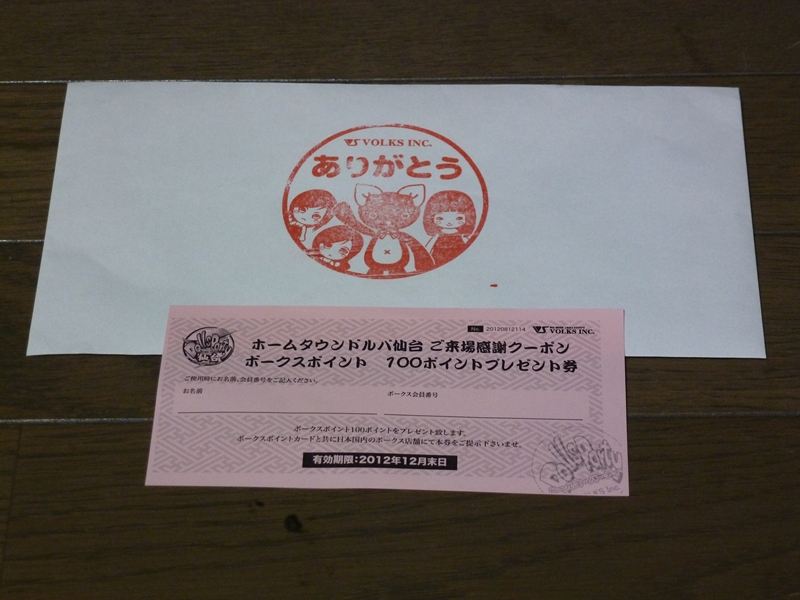 VS VOLKS INC.
ありがとう
No. 20120812114
VS VOLKS INC.
Dolls Party
仙台
ホームタウンドルパ仙台 ご来場感謝クーポン
ボークスポイント 100ポイントプレゼント券
ご使用時にお名前、会員番号をご記入ください。
お名前
ボークス会員番号
ボークスポイント100ポイントをプレゼント致します。
ボークスポイントカードと共に日本国内のボークス店舗にて本券をご提示下さいませ。
有効期限:2012年12月末日
Dolls Party